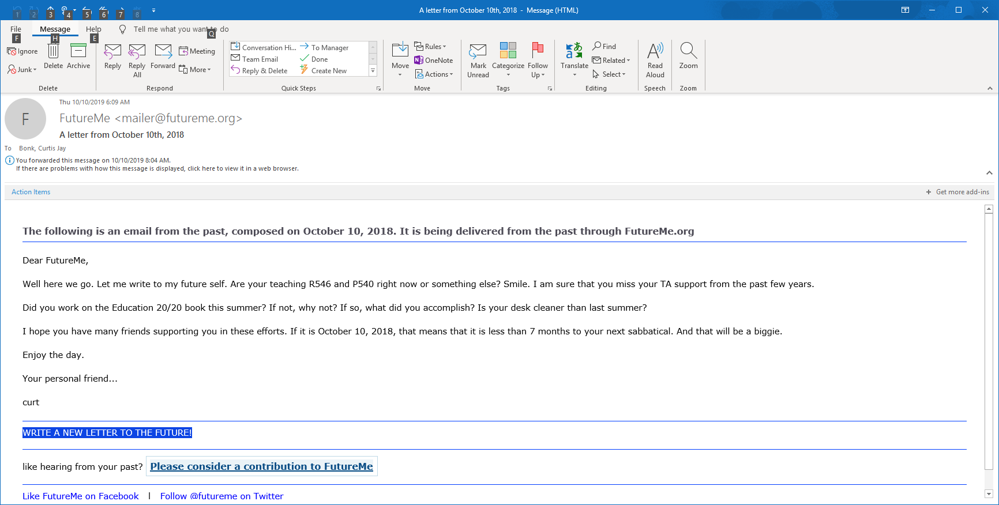 1 2 3 4 5 6 7 abc 8
A letter from October 10th, 2018 - Message (HTML)
File Message Help Tell me what you want to do
F H E Q
Ignore
Junk
Delete
Archive
Delete
Reply
Reply All
Forward
Meeting
More
Respond
Conversation Hi... To Manager
Team Email Done
Reply & Delete Create New
Quick Steps
Move
Rules
OneNote
Actions
Move
Mark Unread
Categorize
Follow Up
Tags
Translate
Find
Related
Select
Editing
Read Aloud
Speech
Zoom
Zoom
Thu 10/10/2019 6:09 AM
F
FutureMe <mailer@futureme.org>
A letter from October 10th, 2018
To Bonk, Curtis Jay
You forwarded this message on 10/10/2019 8:04 AM.
If there are problems with how this message is displayed, click here to view it in a web browser.
Action Items + Get more add-ins
The following is an email from the past, composed on October 10, 2018. It is being delivered from the past through FutureMe.org
Dear FutureMe,
Well here we go. Let me write to my future self. Are your teaching R546 and P540 right now or something else? Smile. I am sure that you miss your TA support from the past few years.
Did you work on the Education 20/20 book this summer? If not, why not? If so, what did you accomplish? Is your desk cleaner than last summer?
I hope you have many friends supporting you in these efforts. If it is October 10, 2018, that means that it is less than 7 months to your next sabbatical. And that will be a biggie.
Enjoy the day.
Your personal friend...
curt
WRITE A NEW LETTER TO THE FUTURE!
like hearing from your past? Please consider a contribution to FutureMe
Like FutureMe on Facebook | Follow @futureme on Twitter